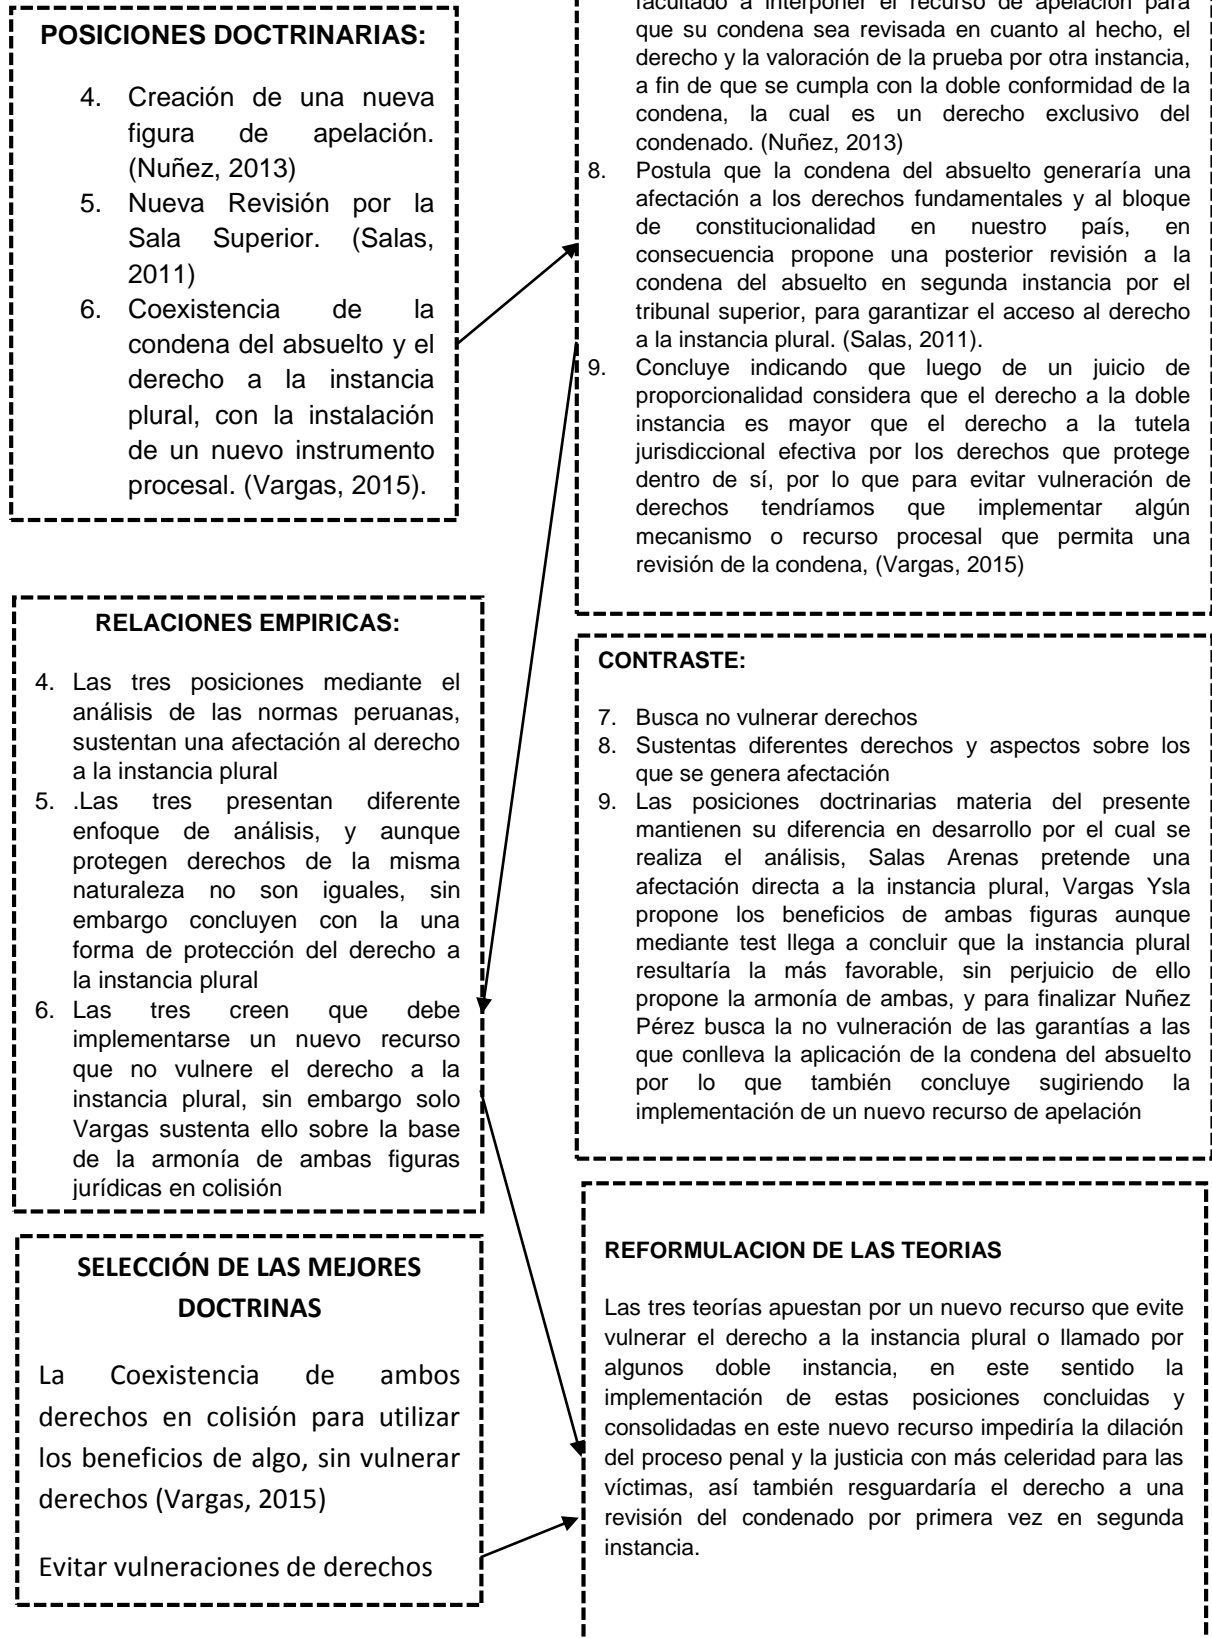 POSICIONES DOCTRINARIAS:
4. Creación de una nueva
figura de apelación.
(Nuñez, 2013)
5. Nueva Revisión por la
Sala Superior. (Salas,
2011)
6. Coexistencia de la
condena del absuelto y el
derecho a la instancia
plural, con la instalación
de un nuevo instrumento
procesal. (Vargas, 2015).
facultado a interponer el recurso de apelación para
que su condena sea revisada en cuanto al hecho, el
derecho y la valoración de la prueba por otra instancia,
a fin de que se cumpla con la doble conformidad de la
condena, la cual es un derecho exclusivo del
condenado. (Nuñez, 2013)
8. Postula que la condena del absuelto generaría una
afectación a los derechos fundamentales y al bloque
de constitucionalidad en nuestro país, en
consecuencia propone una posterior revisión a la
condena del absuelto en segunda instancia por el
tribunal superior, para garantizar el acceso al derecho
a la instancia plural. (Salas, 2011).
9. Concluye indicando que luego de un juicio de
proporcionalidad considera que el derecho a la doble
instancia es mayor que el derecho a la tutela
jurisdiccional efectiva por los derechos que protege
dentro de sí, por lo que para evitar vulneración de
derechos tendríamos que implementar algún
mecanismo o recurso procesal que permita una
revisión de la condena, (Vargas, 2015)
RELACIONES EMPIRICAS:
4. Las tres posiciones mediante el
análisis de las normas peruanas,
sustentan una afectación al derecho
a la instancia plural
5. .Las tres presentan diferente
enfoque de análisis, y aunque
protegen derechos de la misma
naturaleza no son iguales, sin
embargo concluyen con la una
forma de protección del derecho a
la instancia plural
6. Las tres creen que debe
implementarse un nuevo recurso
que no vulnere el derecho a la
instancia plural, sin embargo solo
Vargas sustenta ello sobre la base
de la armonía de ambas figuras
jurídicas en colisión
CONTRASTE:
7. Busca no vulnerar derechos
8. Sustentas diferentes derechos y aspectos sobre los
que se genera afectación
9. Las posiciones doctrinarias materia del presente
mantienen su diferencia en desarrollo por el cual se
realiza el análisis, Salas Arenas pretende una
afectación directa a la instancia plural, Vargas Ysla
propone los beneficios de ambas figuras aunque
mediante test llega a concluir que la instancia plural
resultaría la más favorable, sin perjuicio de ello
propone la armonía de ambas, y para finalizar Nuñez
Pérez busca la no vulneración de las garantías a las
que conlleva la aplicación de la condena del absuelto
por lo que también concluye sugiriendo la
implementación de un nuevo recurso de apelación
SELECCIÓN DE LAS MEJORES
DOCTRINAS
La Coexistencia de ambos
derechos en colisión para utilizar
los beneficios de algo, sin vulnerar
derechos (Vargas, 2015)
Evitar vulneraciones de derechos
REFORMULACION DE LAS TEORIAS
Las tres teorías apuestan por un nuevo recurso que evite
vulnerar el derecho a la instancia plural o llamado por
algunos doble instancia, en este sentido la
implementación de estas posiciones concluidas y
consolidadas en este nuevo recurso impediría la dilación
del proceso penal y la justicia con más celeridad para las
víctimas, así también resguardaría el derecho a una
revisión del condenado por primera vez en segunda
instancia.